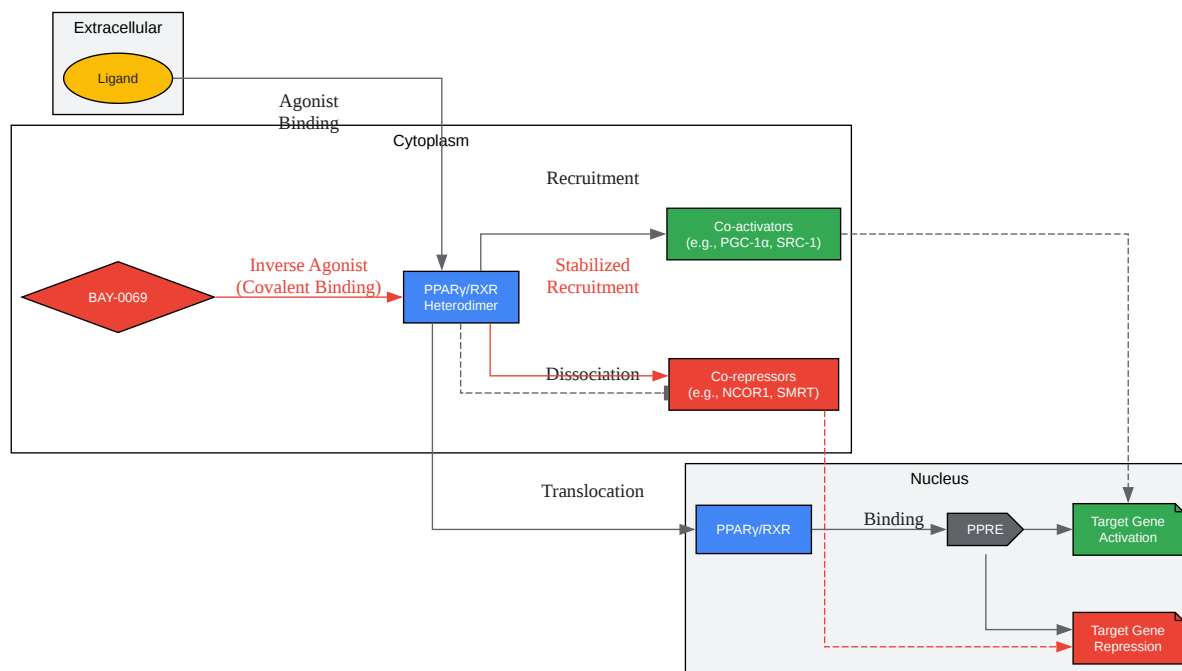 Extracellular
Ligand
Agonist
Binding
Cytoplasm
Recruitment
Co-activators
(e.g., PGC-1α, SRC-1)
Inverse Agonist
(Covalent Binding)
BAY-0069
PPARγ/RXR
Heterodimer
Stabilized
Recruitment
Dissociation
Co-repressors
(e.g., NCOR1, SMRT)
Nucleus
Translocation
PPARγ/RXR
Binding
PPRE
Target Gene
Activation
Target Gene
Repression